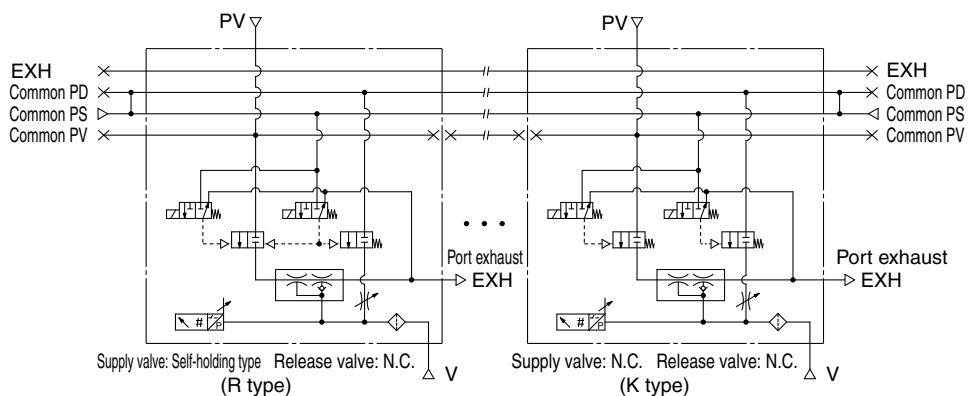 PV
PV
EXH
EXH
Common PD
Common PD
Common PS
Common PS
Common PV
Common PV
Port exhaust
EXH
Port exhaust
EXH
#
P
#
P
Supply valve: Self-holding type
Release valve: N.C.
V
(R type)
Supply valve: N.C.
Release valve: N.C.
V
(K type)